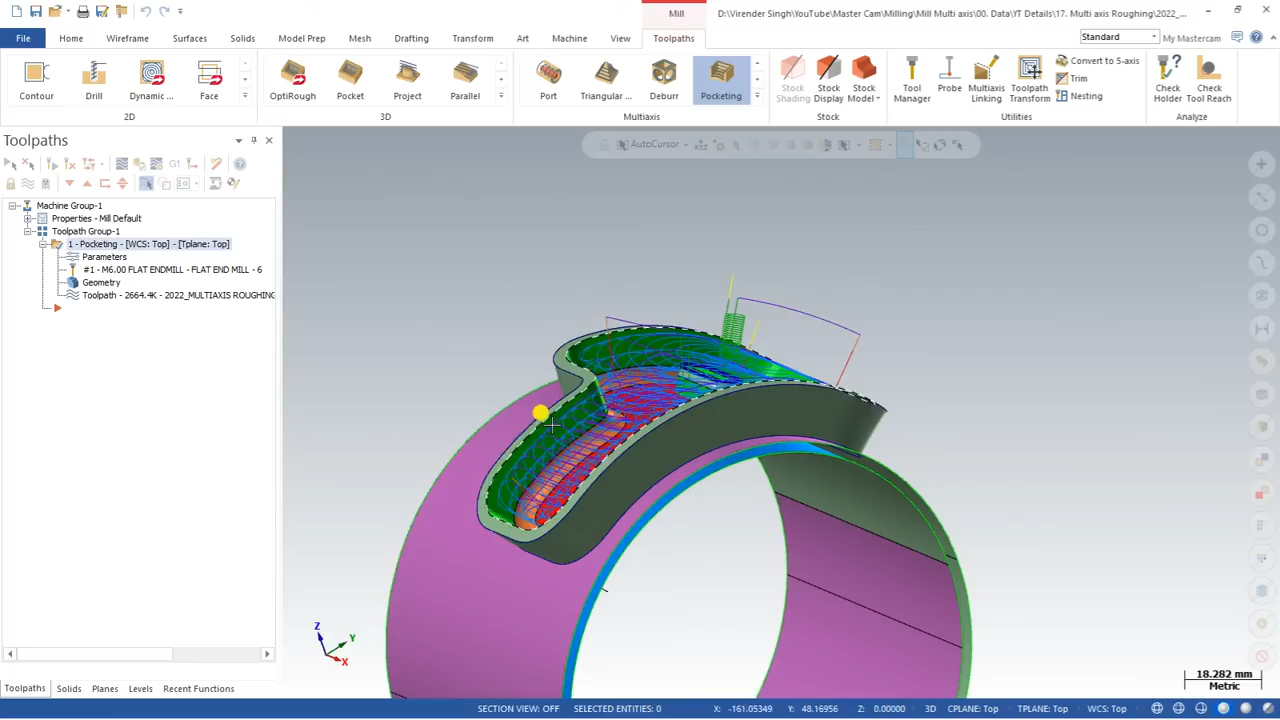 Mill
D:\Virender Singh\YouTube\Master Cam\Milling\Mill Multi axis\00. Data\YT Details\17. Multi axis Roughing\2022_...
File
Home
Wireframe
Surfaces
Solids
Model Prep
Mesh
Drafting
Transform
Art
Machine
View
Toolpaths
Standard
My Mastercam
Contour
Drill
Dynamic ...
Face
OptiRough
Pocket
Project
Parallel
Port
Triangular ...
Deburr
Pocketing
Stock Shading
Stock Display
Stock Model
Tool Manager
Probe
Multiaxis Linking
Toolpath Transform
Convert to 5-axis
Trim
Nesting
Check Holder
Check Tool Reach
2D
3D
Multiaxis
Stock
Utilities
Analyze
Toolpaths
AutoCursor
G1
Machine Group-1
Properties - Mill Default
Toolpath Group-1
1 - Pocketing - [WCS: Top] - [Tplane: Top]
Parameters
#1 - M6.00 FLAT ENDMILL - FLAT END MILL - 6
Geometry
Toolpath - 2664.4K - 2022_MULTIAXIS ROUGHING
Z
Y
X
18.282 mm
Metric
Toolpaths
Solids
Planes
Levels
Recent Functions
SECTION VIEW: OFF
SELECTED ENTITIES: 0
X: -161.05349
Y: 48.16956
Z: 0.00000
3D
CPLANE: Top
TPLANE: Top
WCS: Top